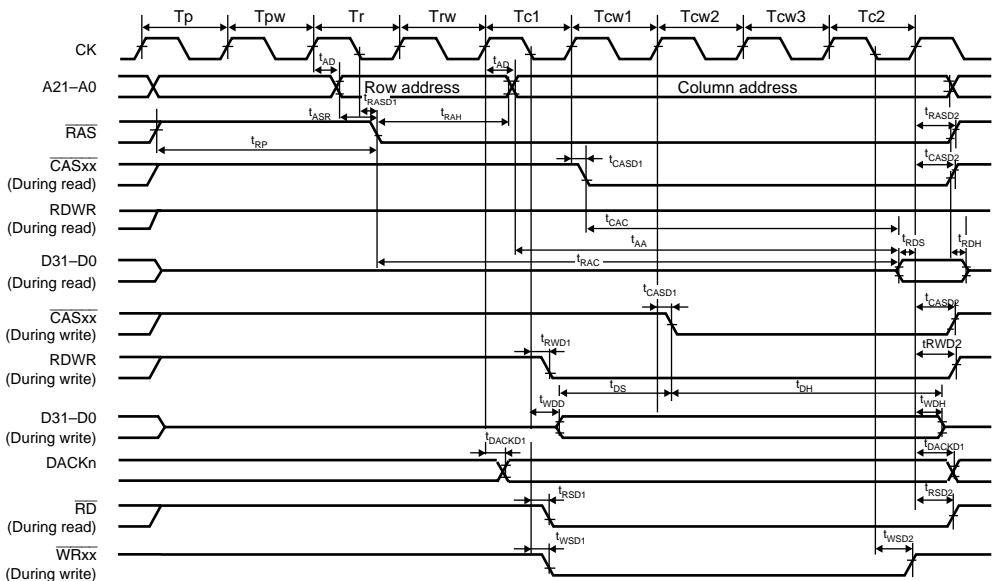 Tp Tpw Tr Trw Tc1 Tcw1 Tcw2 Tcw3 Tc2
CK
tAD tAD
A21–A0 Row address Column address
tRASD1
tASR tRAH tRASD2
RAS
tRP
CASxx tCASD1 tCASD2
(During read)
RDWR
(During read) tCAC
tAA tRDS tRDH
D31–D0 tRAC
(During read)
tCASD1 tCASD2
CASxx
(During write)
RDWR tRWD1 tRWD2
(During write)
tDS tDH
tWDD tWDH
D31–D0
(During write)
tDACKD1 tDACKD1
DACKn
RD tRSD1 tRSD2
(During read)
WRxx tWSD1 tWSD2
(During write)